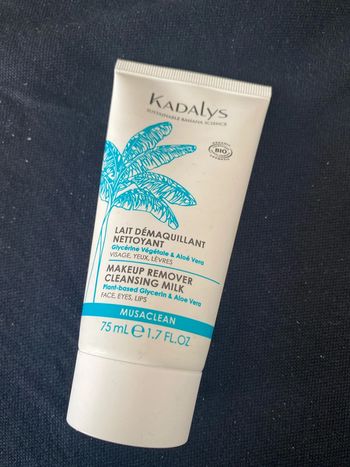 KADALYS
SUSTAINABLE BANANA SCIENCE
BIO
LAIT DÉMAQUILLANT
NETTOYANT
Glycérine Végétale & Aloé Vera
VISAGE, YEUX, LÈVRES
MAKEUP REMOVER
CLEANSING MILK
Plant-based Glycerin & Aloe Vera
FACE, EYES, LIPS
MUSACLEAN
75 mL e 1.7 FL.OZ